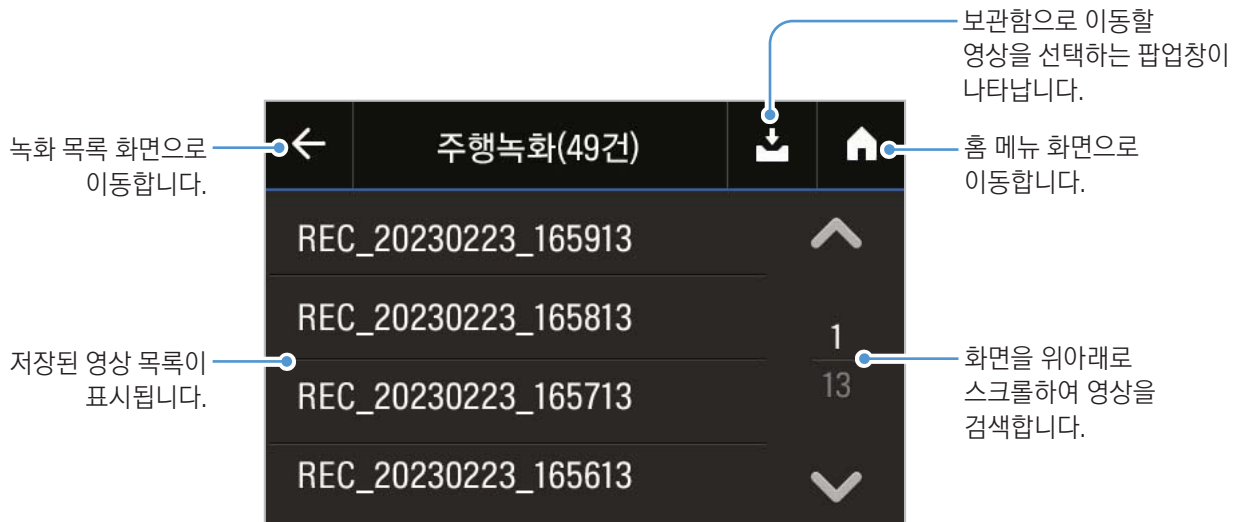 보관함으로 이동할
영상을 선택하는 팝업창이
나타납니다.
녹화 목록 화면으로
이동합니다.
주행녹화(49건)
홈 메뉴 화면으로
이동합니다.
REC_20230223_165913
REC_20230223_165813
저장된 영상 목록이
표시됩니다.
1
13
화면을 위아래로
스크롤하여 영상을
검색합니다.
REC_20230223_165713
REC_20230223_165613